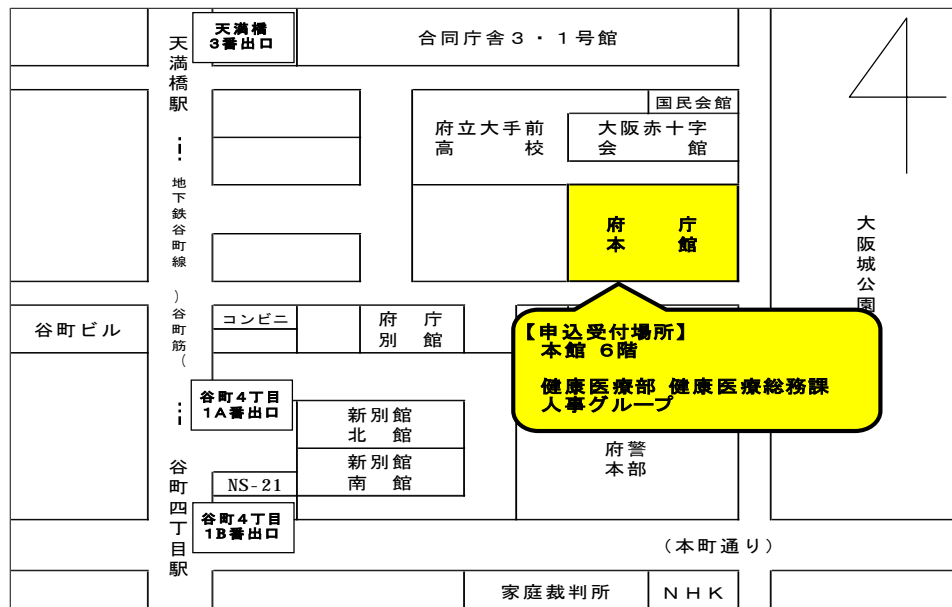 天満橋
3番出口
合同庁舎3・1号館
天満橋駅
地下鉄谷町線
)谷町筋(
谷町四丁目駅
国民会館
府立大手前
高　　校
大阪赤十字
会　　館
府　　庁
本　　館
大阪城公園
谷町ビル
コンビニ
府　庁
別　館
【申込受付場所】
本館 6階
健康医療部 健康医療総務課
人事グループ
谷町4丁目
1A番出口
新別館
北　館
新別館
南　館
府警
本部
NS-21
谷町4丁目
1B番出口
(本町通り)
家庭裁判所
NHK